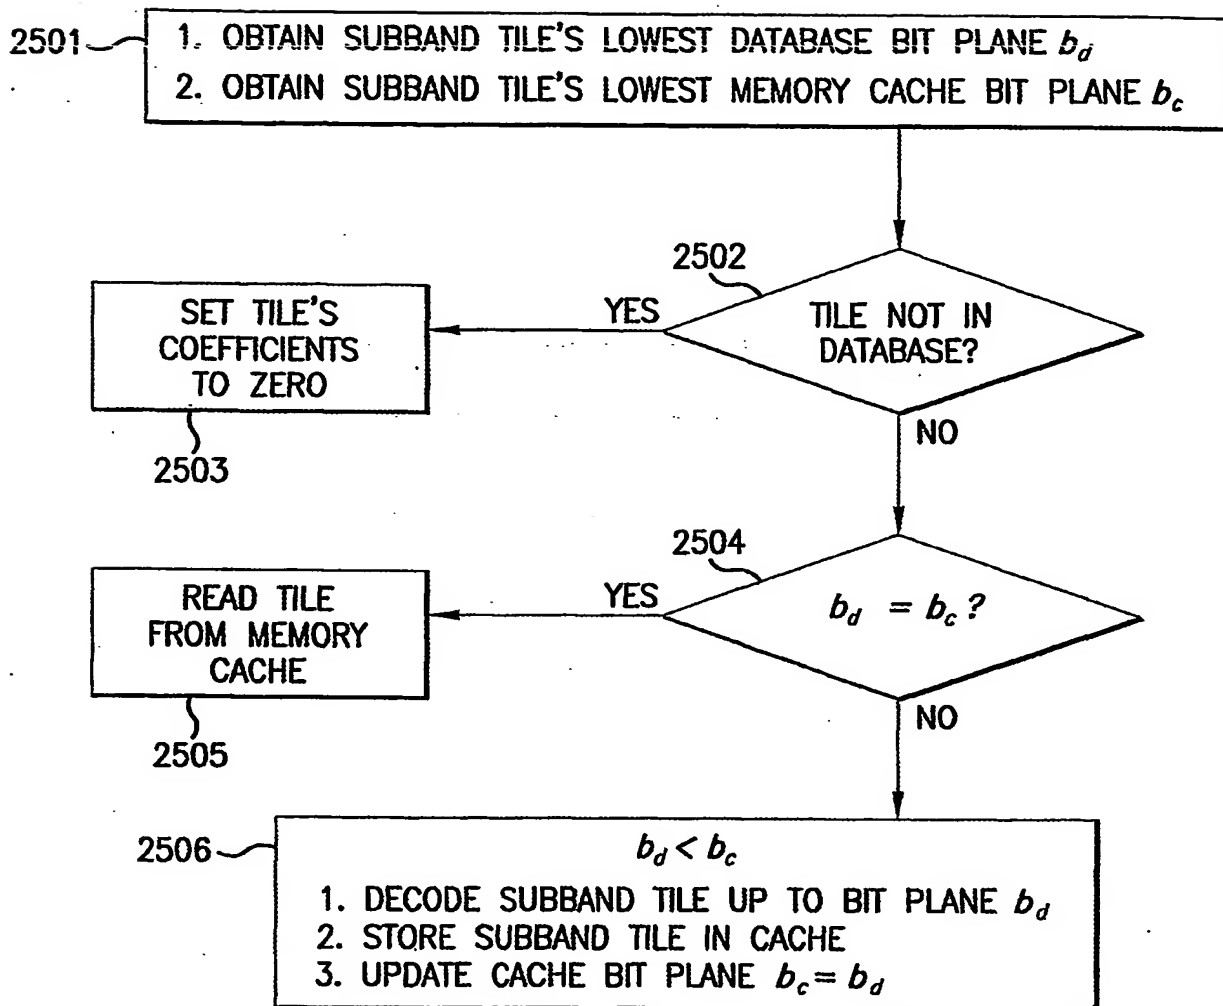 2501
1. OBTAIN SUBBAND TILE'S LOWEST DATABASE BIT PLANE b_d
2. OBTAIN SUBBAND TILE'S LOWEST MEMORY CACHE BIT PLANE b_c
2502
TILE NOT IN
DATABASE?
YES
SET TILE'S
COEFFICIENTS
TO ZERO
2503
NO
2504
b_d = b_c ?
YES
READ TILE
FROM MEMORY
CACHE
2505
NO
2506
b_d < b_c
1. DECODE SUBBAND TILE UP TO BIT PLANE b_d
2. STORE SUBBAND TILE IN CACHE
3. UPDATE CACHE BIT PLANE b_c = b_d